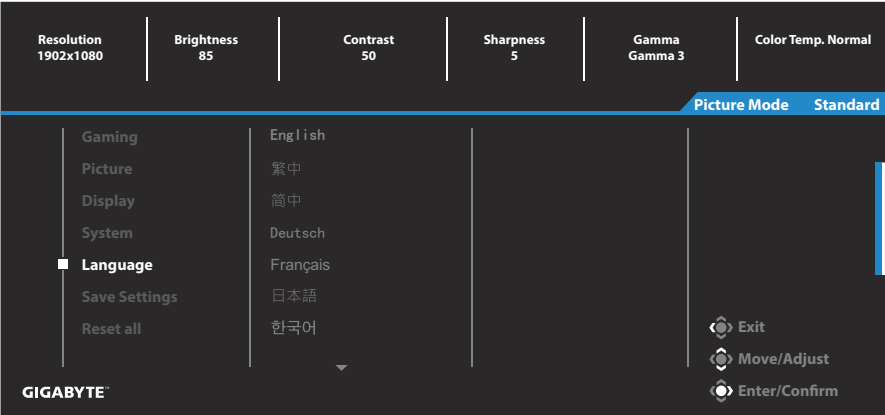 Resolution
1902x1080
Brightness
85
Contrast
50
Sharpness
5
Gamma
Gamma 3
Color Temp. Normal
Picture Mode Standard
Gaming
Picture
Display
System
Language
Save Settings
Reset all
English
繁中
简中
Deutsch
Français
日本語
한국어
Exit
Move/Adjust
Enter/Confirm
GIGABYTE™